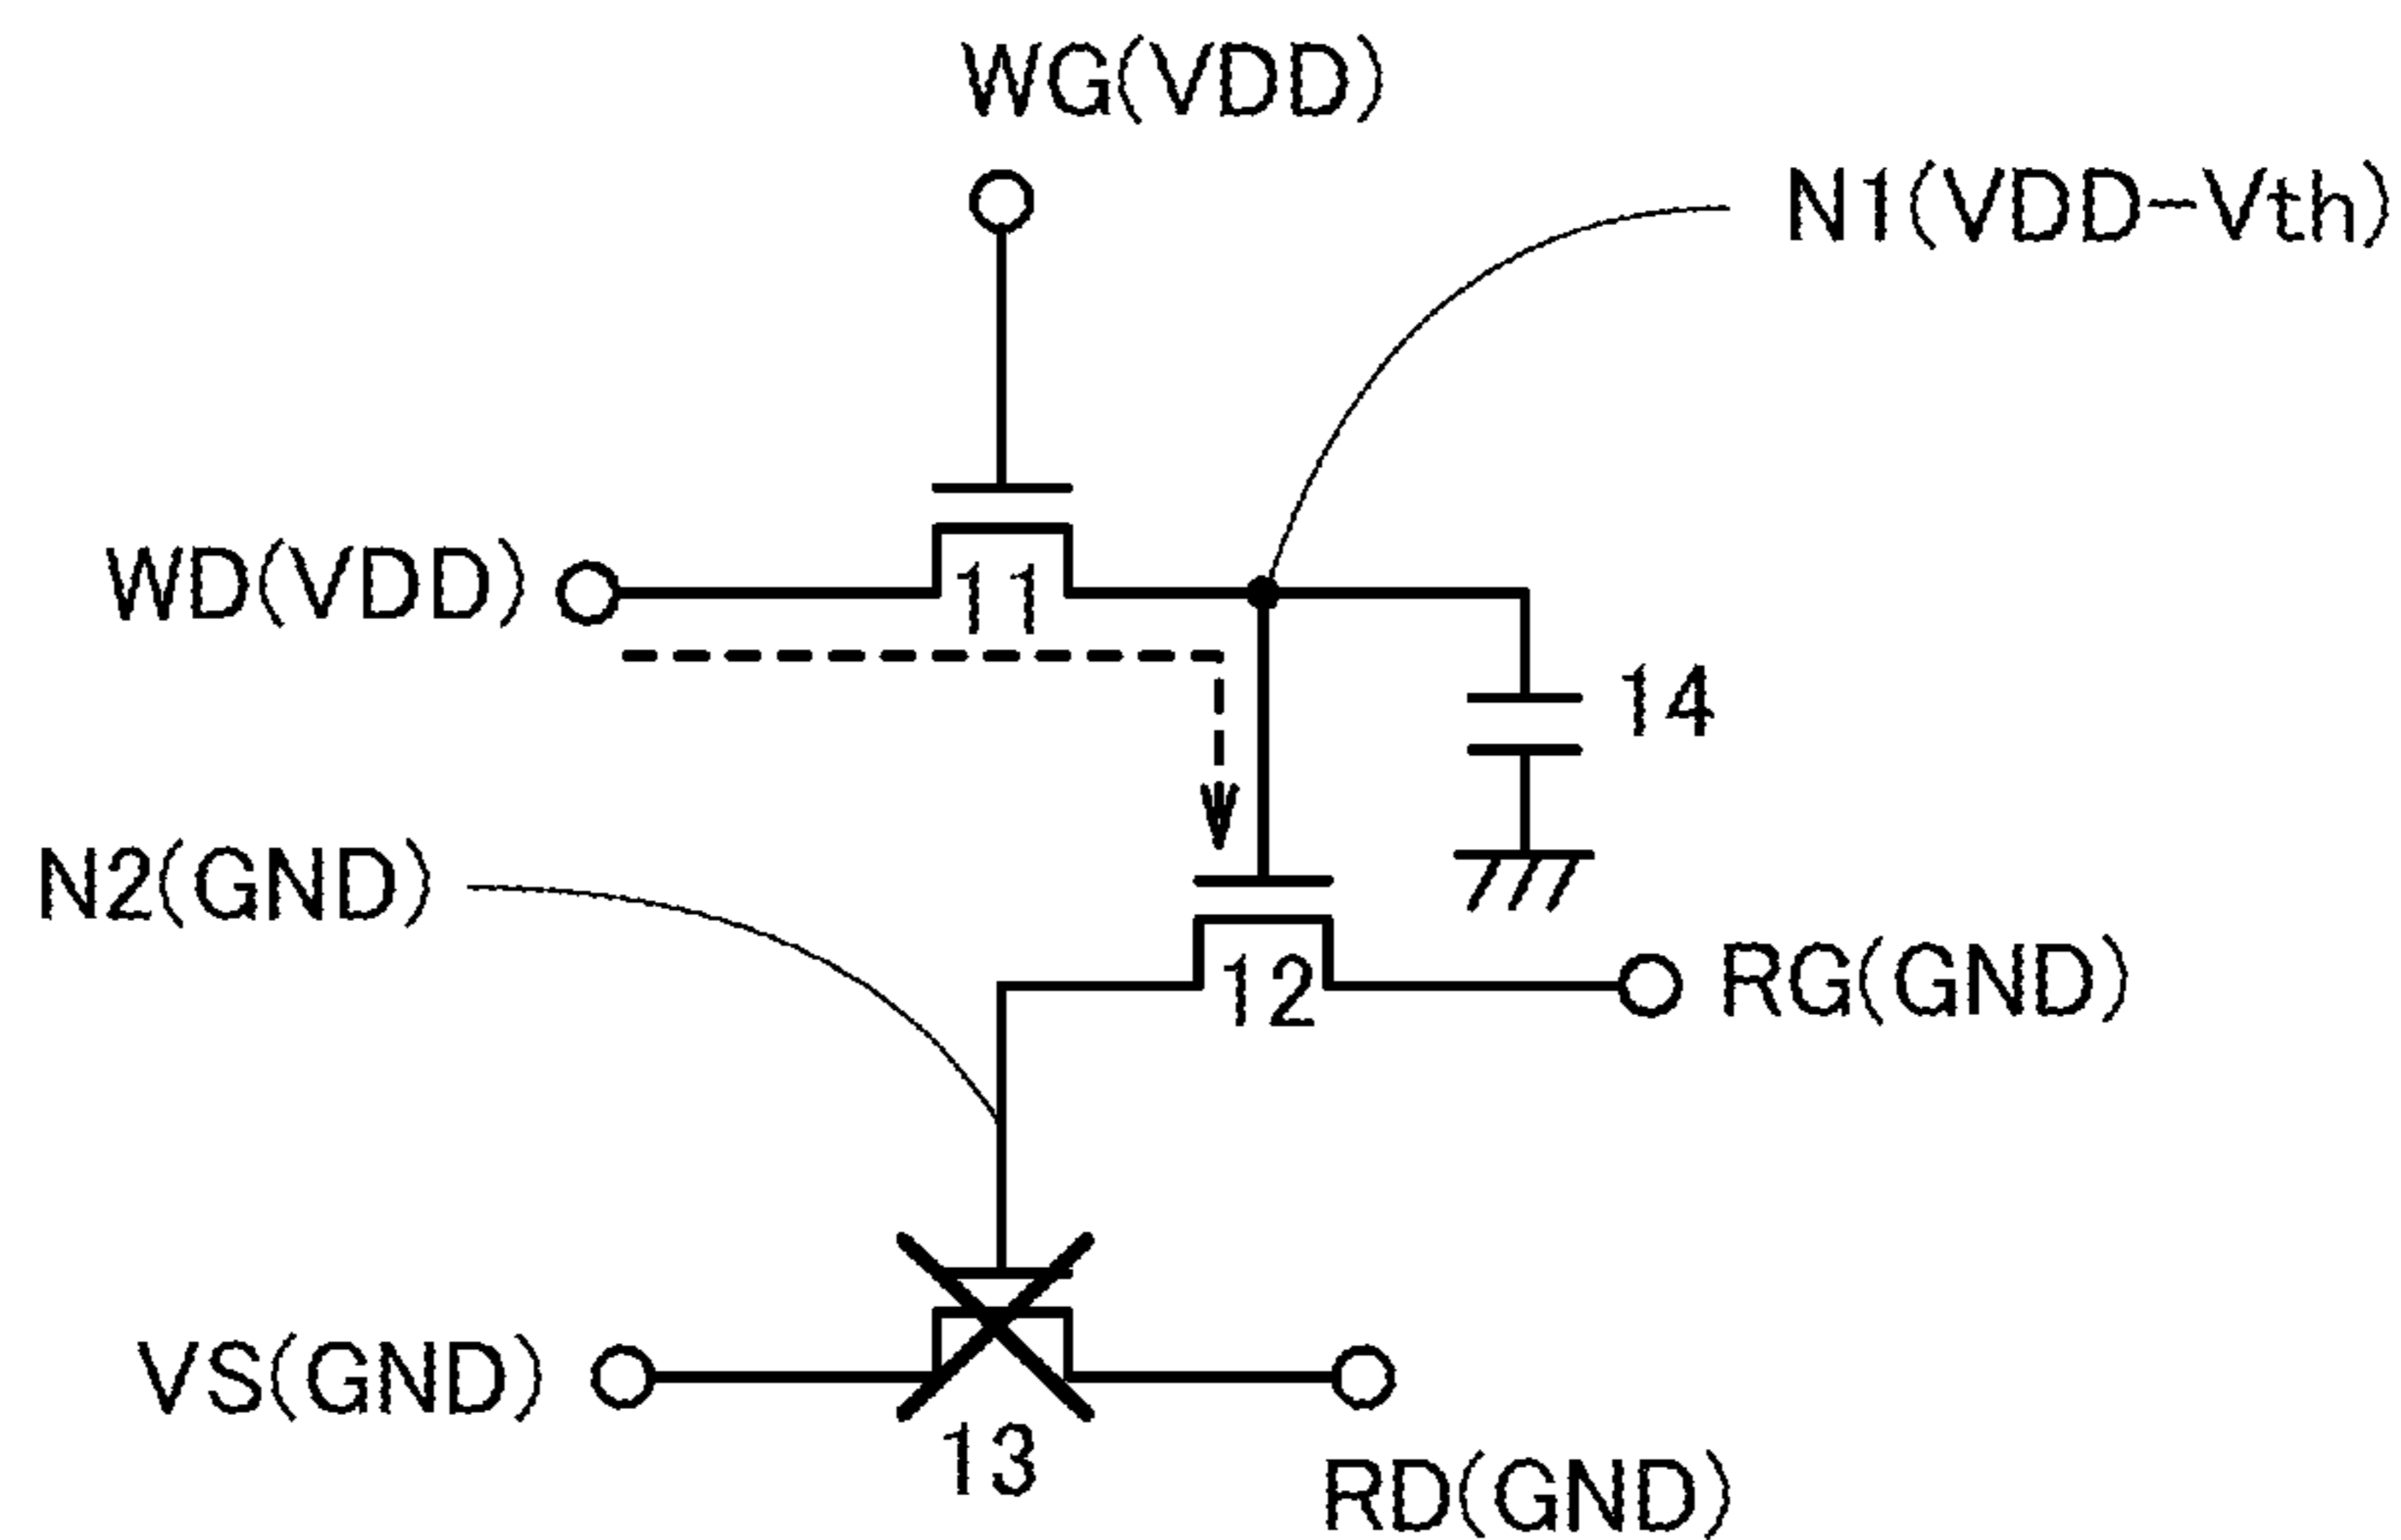 WG(VDD)
N1(VDD-Vth)
WD(VDD)
11
14
N2(GND)
12
RG(GND)
VS(GND)
13
RD(GND)